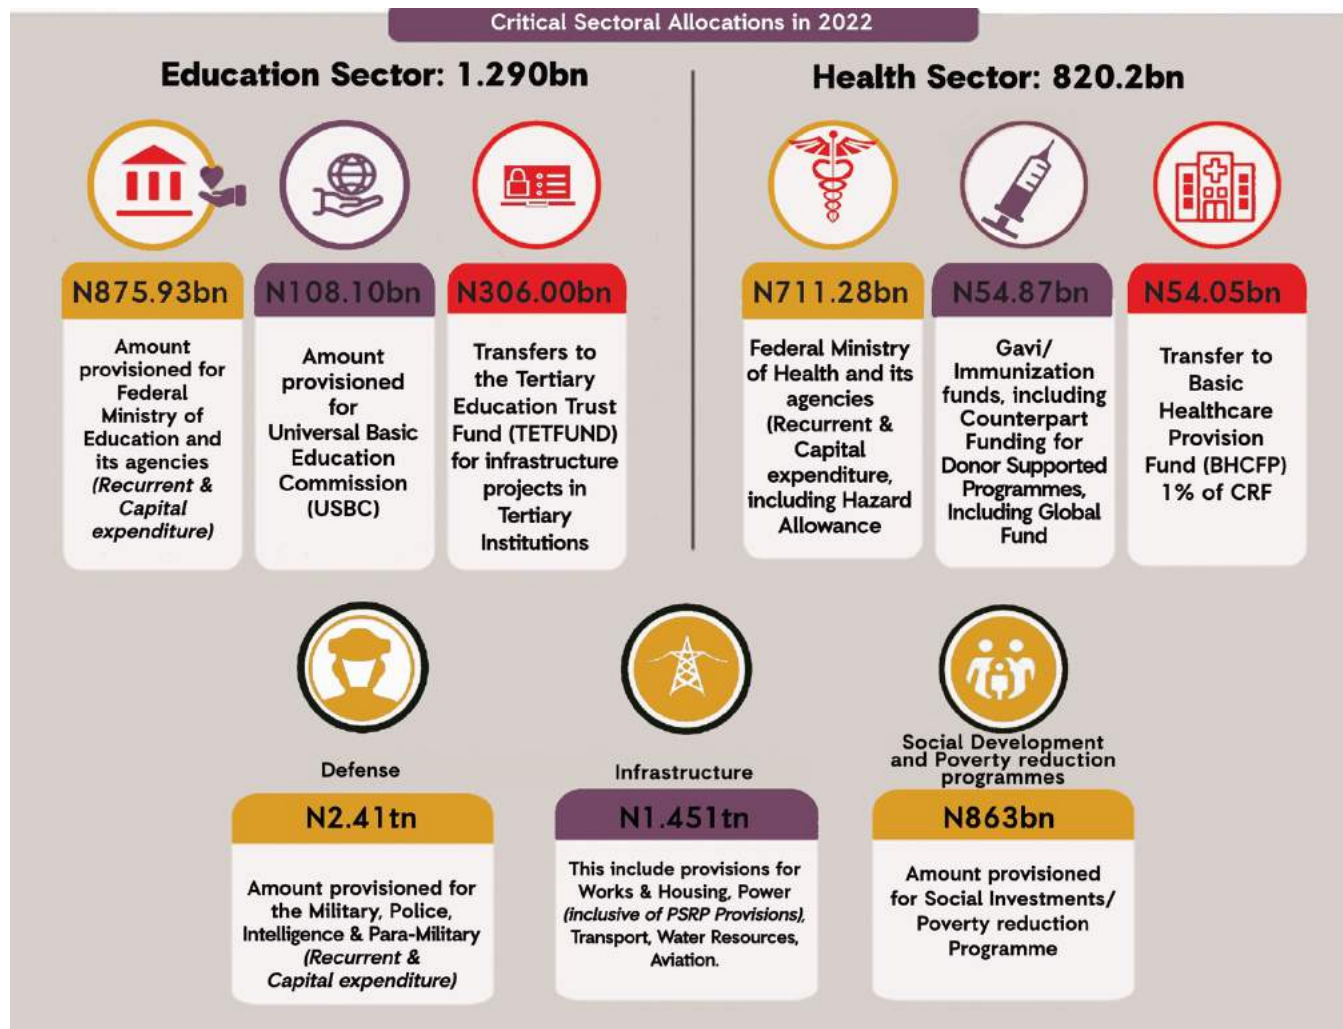 Critical Sectoral Allocations in 2022
Education Sector: 1.290bn
N875.93bn
Amount
provisioned for
Federal
Ministry of
Education and
its agencies
(Recurrent &
Capital
expenditure)
N108.10bn
Amount
provisioned
for
Universal Basic
Education
Commission
(USBC)
N306.00bn
Transfers to
the Tertiary
Education Trust
Fund (TETFUND)
for infrastructure
projects in
Tertiary
Institutions
Health Sector: 820.2bn
N711.28bn
Federal Ministry
of Health and its
agencies
(Recurrent &
Capital
expenditure,
including Hazard
Allowance
N54.87bn
Gavi/
Immunization
funds, including
Counterpart
Funding for
Donor Supported
Programmes,
Including Global
Fund
N54.05bn
Transfer to
Basic
Healthcare
Provision
Fund (BHCFP)
1% of CRF
Defense
N2.41tn
Amount provisioned for
the Military, Police,
Intelligence & Para-Military
(Recurrent &
Capital expenditure)
Infrastructure
N1.451tn
This include provisions for
Works & Housing, Power
(inclusive of PSRP Provisions),
Transport, Water Resources,
Aviation.
Social Development
and Poverty reduction
programmes
N863bn
Amount provisioned
for Social Investments/
Poverty reduction
Programme